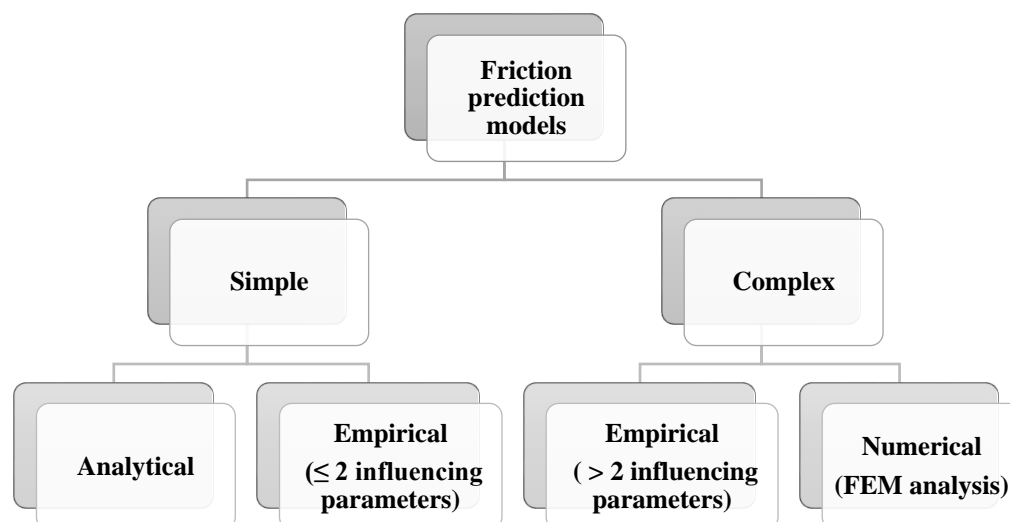 Friction
prediction
models
Simple
Complex
Analytical
Empirical
(≤ 2 influencing
parameters)
Empirical
( > 2 influencing
parameters)
Numerical
(FEM analysis)